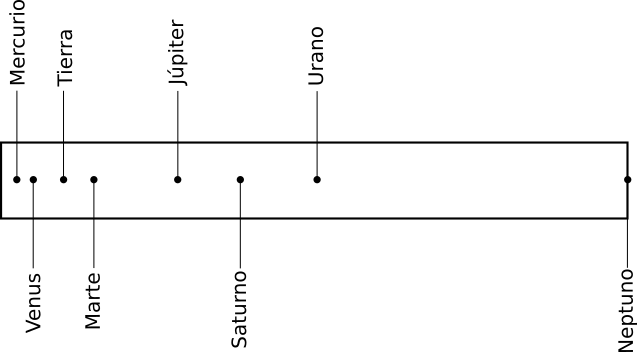 Mercurio
Venus
Tierra
Marte
Júpiter
Saturno
Urano
Neptuno